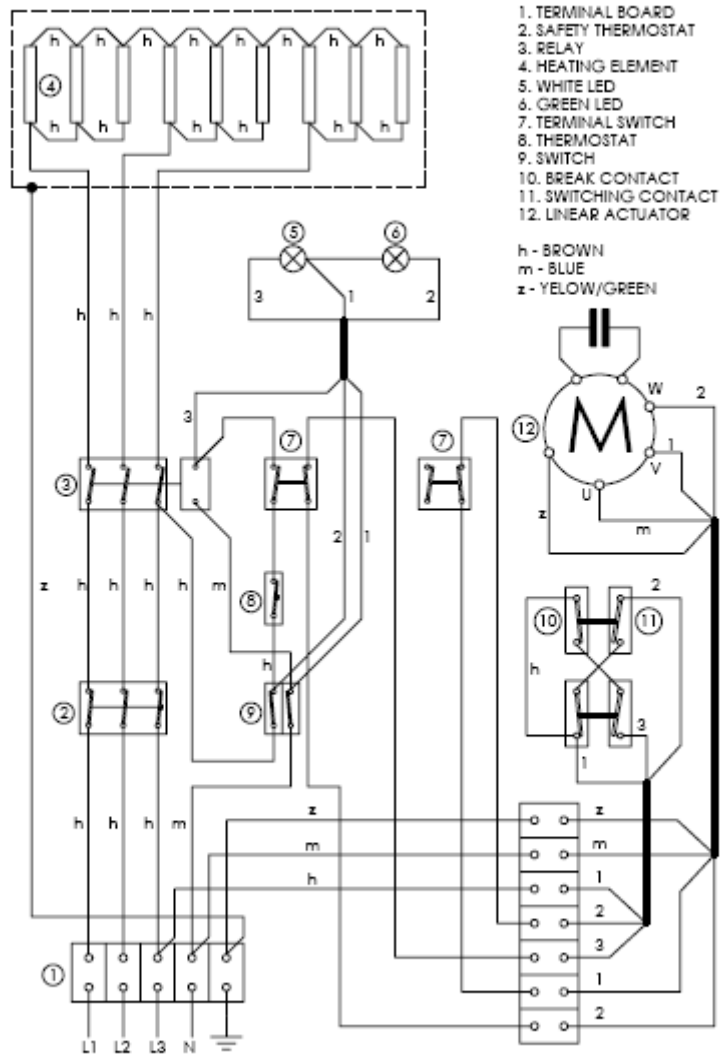 1. TERMINAL BOARD
2. SAFETY THERMOSTAT
3. RELAY
4. HEATING ELEMENT
5. WHITE LED
6. GREEN LED
7. TERMINAL SWITCH
8. THERMOSTAT
9. SWITCH
10. BREAK CONTACT
11. SWITCHING CONTACT
12. LINEAR ACTUATOR
h - BROWN
m - BLUE
z - YELOW/GREEN
h h h h h h h h
4
h h h h h
5 6
3 1 2
h h h
W 2
3 7 7 12 M 1
3 V
U
z m
2 1
z h h h m
8 10 11 2
h h
2 9
3
1
h h h m z z
m m
h 1
2
3
1 1
2
L1 L2 L3 N